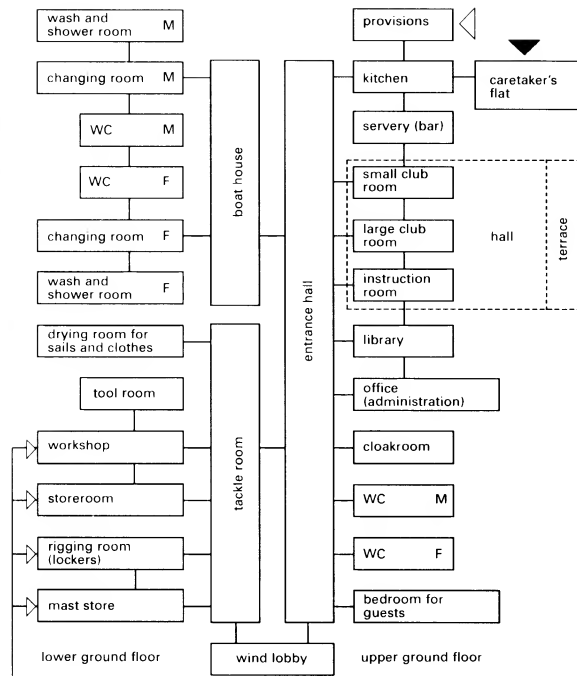 wash and
shower room M
changing room M
WC M
WC F
changing room F
wash and
shower room F
drying room for
sails and clothes
tool room
workshop
storeroom
rigging room
(lockers)
mast store
lower ground floor
boat house
tackle room
entrance hall
wind lobby
provisions
kitchen
caretaker's
flat
servery (bar)
small club
room
large club
room
instruction
room
hall
terrace
library
office
(administration)
cloakroom
WC M
WC F
bedroom for
guests
upper ground floor